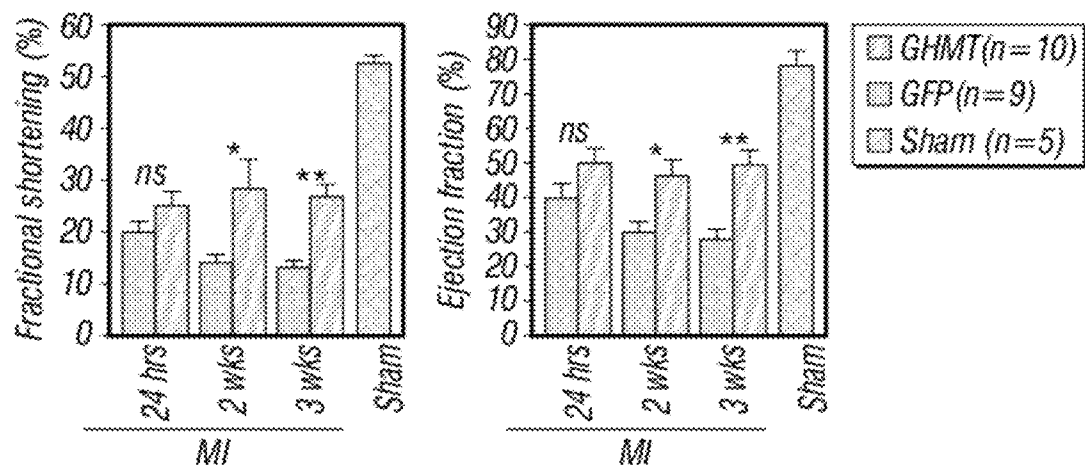 Fractional shortening (%)
60
50
40
30
20
10
0
ns
*
**
24 hrs
2 wks
3 wks
Sham
MI
Ejection fraction (%)
90
80
70
60
50
40
30
20
10
0
ns
*
**
24 hrs
2 wks
3 wks
Sham
MI
GHMT(n=10)
GFP(n=9)
Sham (n=5)